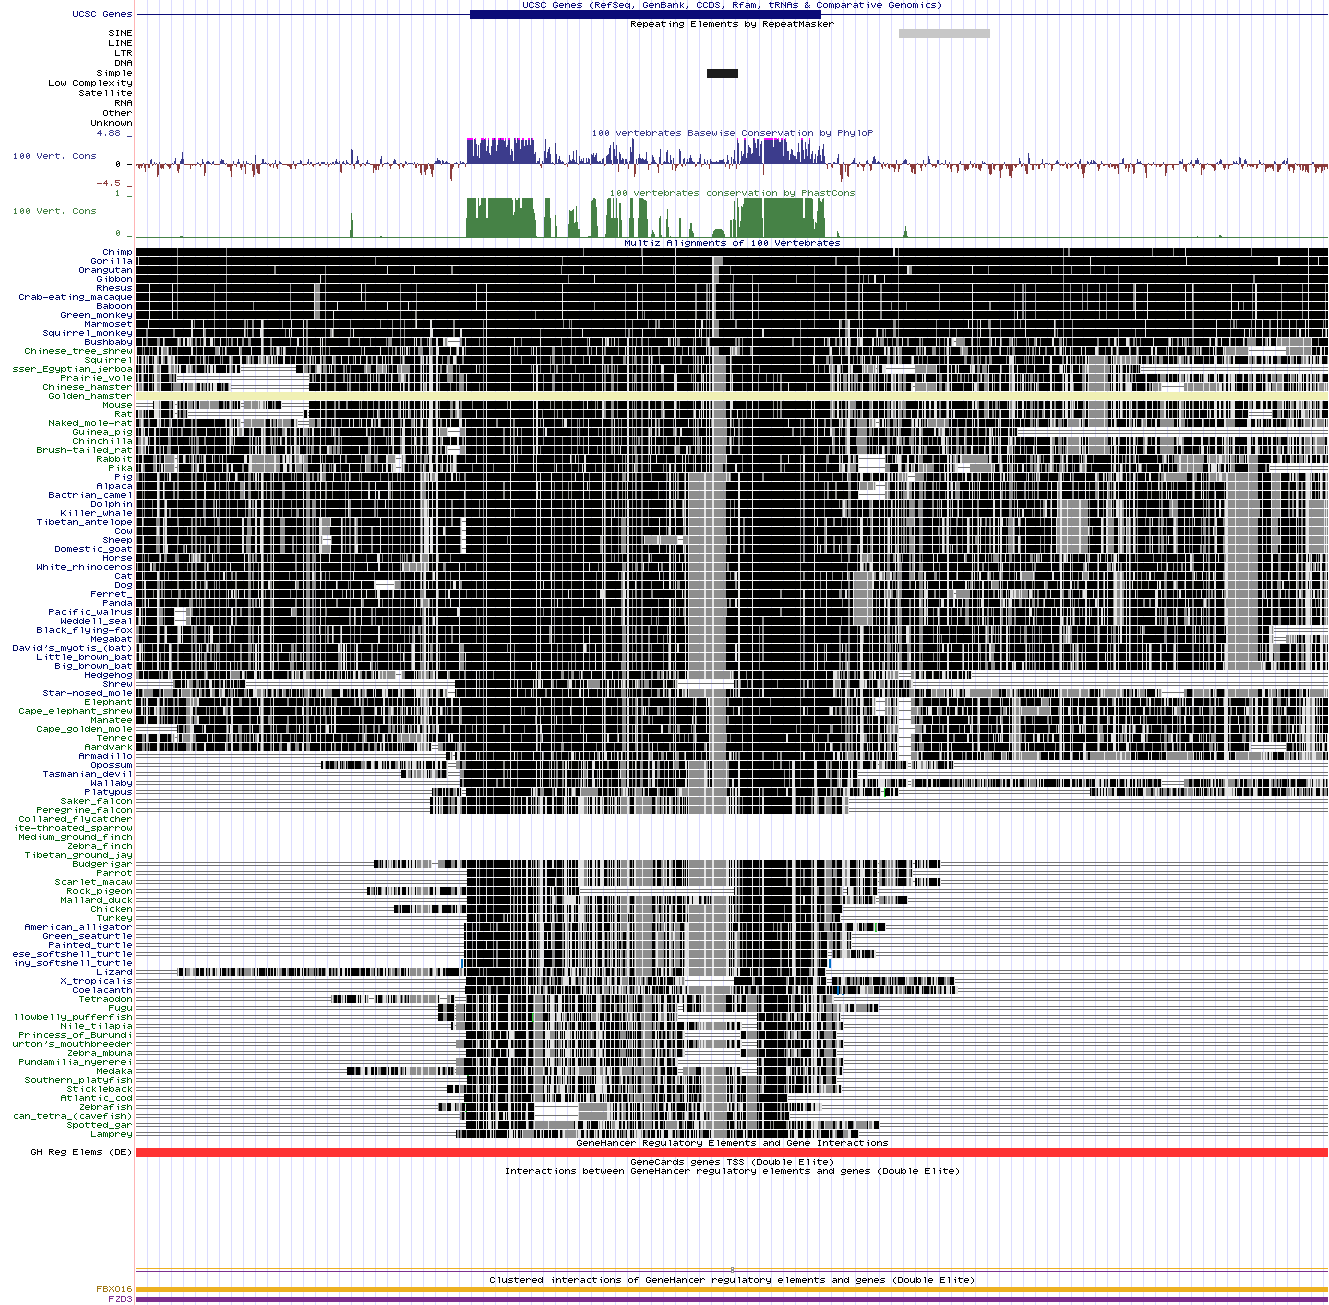 UCSC Genes (RefSeq, GenBank, CCDS, Rfam, tRNAs & Comparative Genomics)
UCSC Genes
Repeating Elements by RepeatMasker
SINE
LINE
LTR
DNA
Simple
Low Complexity
Satellite
RNA
Other
Unknown
4.88 _
100 vertebrates Basewise Conservation by PhyloP
100 Vert. Cons
0 _
-4.5 _
1 _
100 vertebrates conservation by PhastCons
100 Vert. Cons
0 _
Multiz Alignments of 100 Vertebrates
Chimp
Gorilla
Orangutan
Gibbon
Rhesus
Crab-eating_macaque
Baboon
Green_monkey
Marmoset
Squirrel_monkey
Bushbaby
Chinese_tree_shrew
Squirrel
sser_Egyptian_jerboa
Prairie_vole
Chinese_hamster
Golden_hamster
Mouse
Rat
Naked_mole-rat
Guinea_pig
Chinchilla
Brush-tailed_rat
Rabbit
Pika
Pig
Alpaca
Bactrian_camel
Dolphin
Killer_whale
Tibetan_antelope
Cow
Sheep
Domestic_goat
Horse
White_rhinoceros
Cat
Dog
Ferret_
Panda
Pacific_walrus
Weddell_seal
Black_flying-fox
Megabat
David's_myotis_(bat)
Little_brown_bat
Big_brown_bat
Hedgehog
Shrew
Star-nosed_mole
Elephant
Cape_elephant_shrew
Manatee
Cape_golden_mole
Tenrec
Aardvark
Armadillo
Opossum
Tasmanian_devil
Wallaby
Platypus
Saker_falcon
Peregrine_falcon
Collared_flycatcher
ite-throated_sparrow
Medium_ground_finch
Zebra_finch
Tibetan_ground_jay
Budgerigar
Parrot
Scarlet_macaw
Rock_pigeon
Mallard_duck
Chicken
Turkey
American_alligator
Green_seaturtle
Painted_turtle
ese_softshell_turtle
iny_softshell_turtle
Lizard
X_tropicalis
Coelacanth
Tetraodon
Fugu
llowbelly_pufferfish
Nile_tilapia
Princess_of_Burundi
urton's_mouthbreeder
Zebra_mbuna
Pundamilia_nyererei
Medaka
Southern_platyfish
Stickleback
Atlantic_cod
Zebrafish
can_tetra_(cavefish)
Spotted_gar
Lamprey
GeneHancer Regulatory Elements and Gene Interactions
GH Reg Elems (DE)
GeneCards genes TSS (Double Elite)
Interactions between GeneHancer regulatory elements and genes (Double Elite)
Clustered interactions of GeneHancer regulatory elements and genes (Double Elite)
FBXO16
FZD3